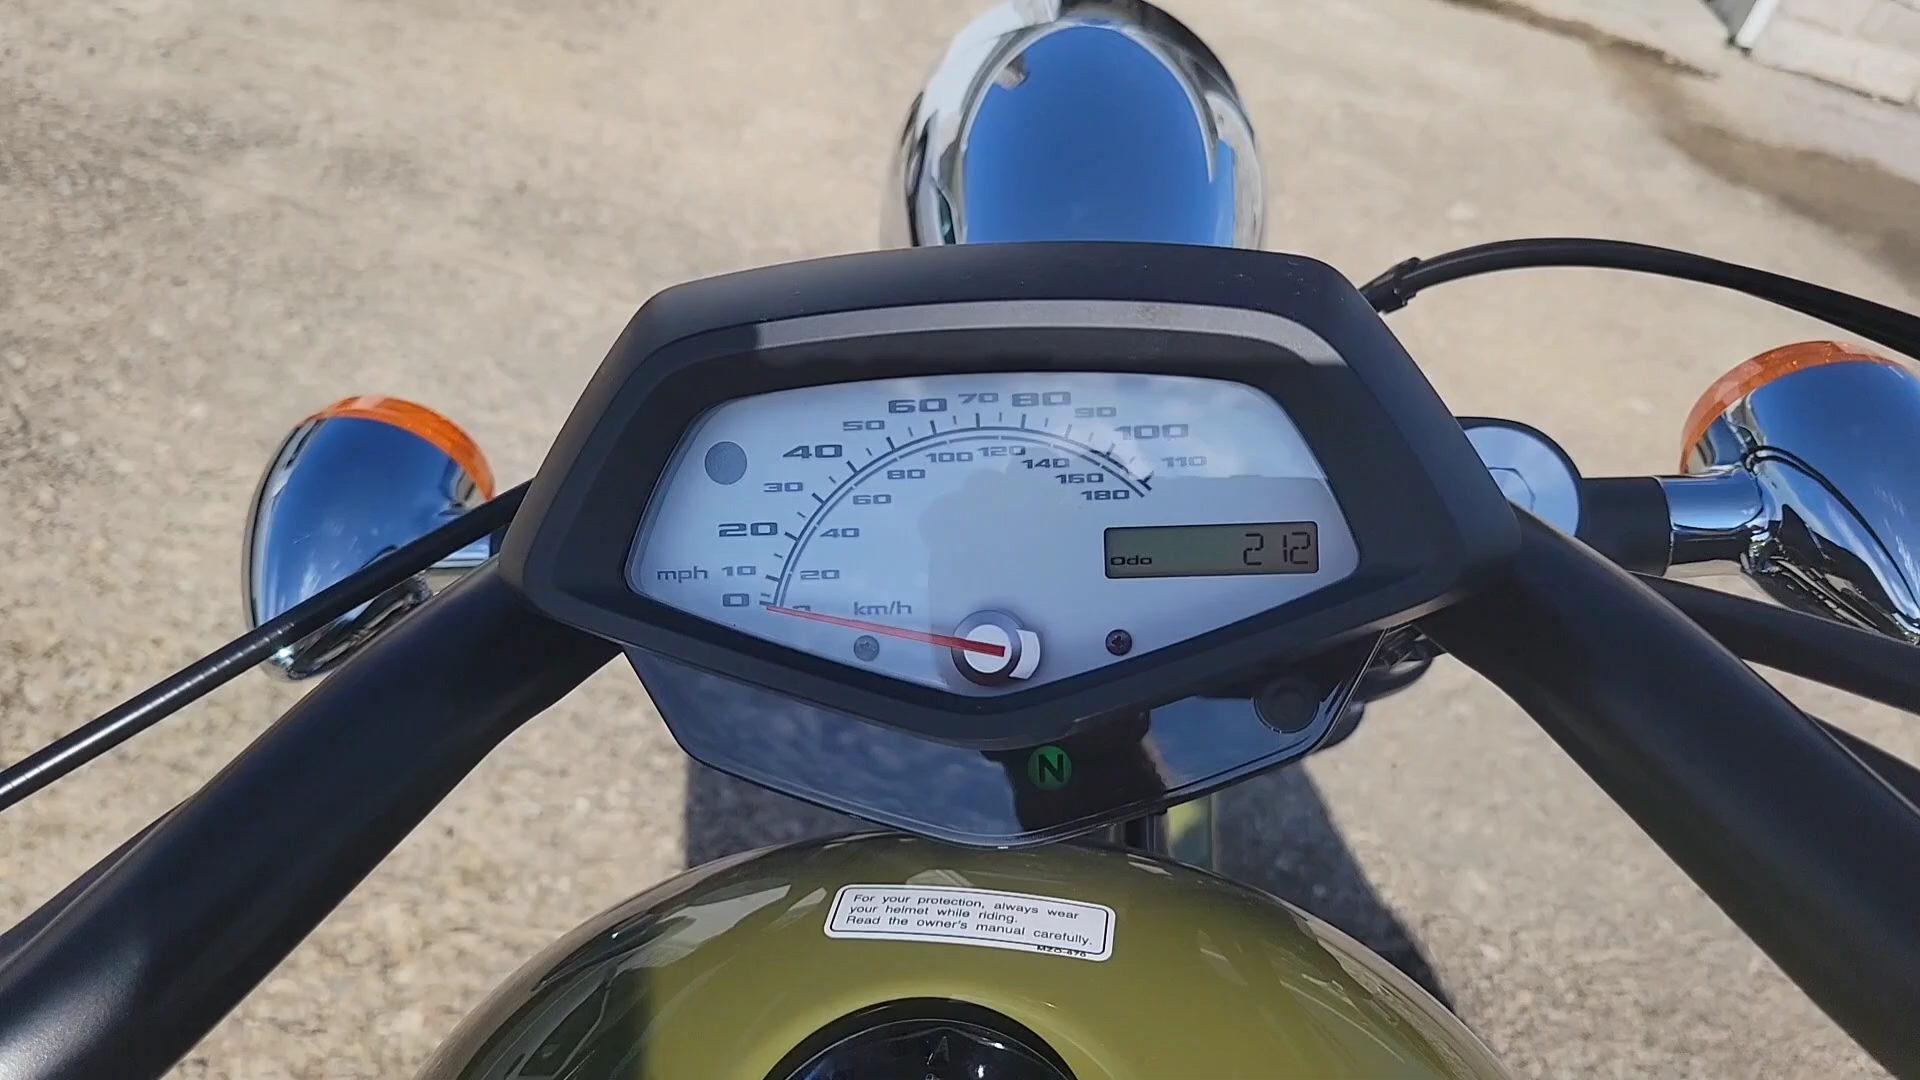 60 70 80
50 90
40 100
100 120
30 80 140 110
60 160
180
20 40
Odo 212
mph 10 20
0 km/h
N
For your protection, always wear
your helmet while riding.
Read the owner's manual carefully.